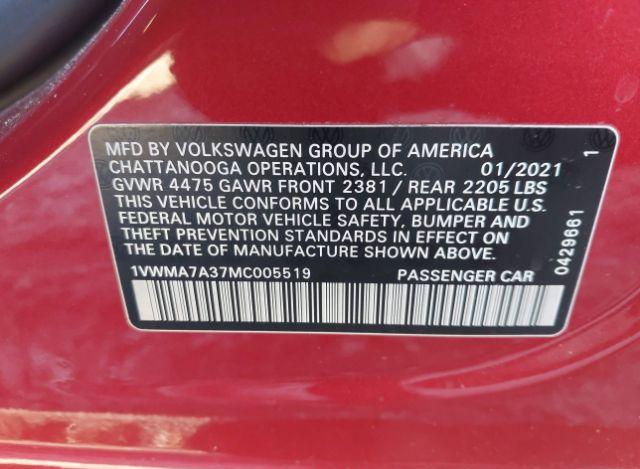 MFD BY VOLKSWAGEN GROUP OF AMERICA
CHATTANOOGA OPERATIONS, LLC. 01/2021
GVWR 4475 GAWR FRONT 2381 / REAR 2205 LBS
THIS VEHICLE CONFORMS TO ALL APPLICABLE U.S.
FEDERAL MOTOR VEHICLE SAFETY, BUMPER AND
THEFT PREVENTION STANDARDS IN EFFECT ON
THE DATE OF MANUFACTURE SHOWN ABOVE.
1VWMA7A37MC005519 PASSENGER CAR
0429661 1